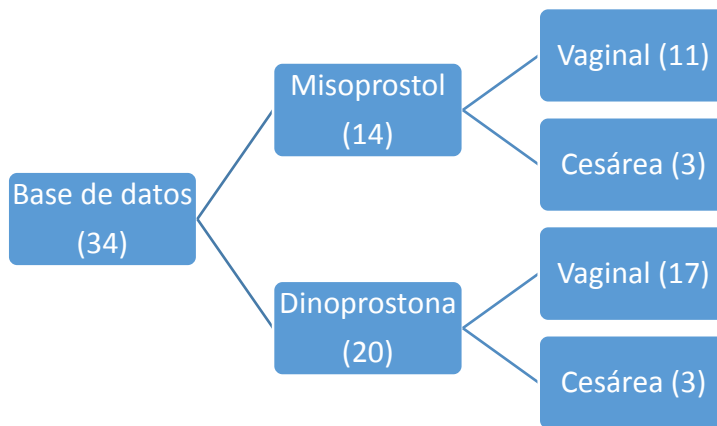 Base de datos
(34)
Misoprostol
(14)
Vaginal (11)
Cesárea (3)
Dinoprostona
(20)
Vaginal (17)
Cesárea (3)